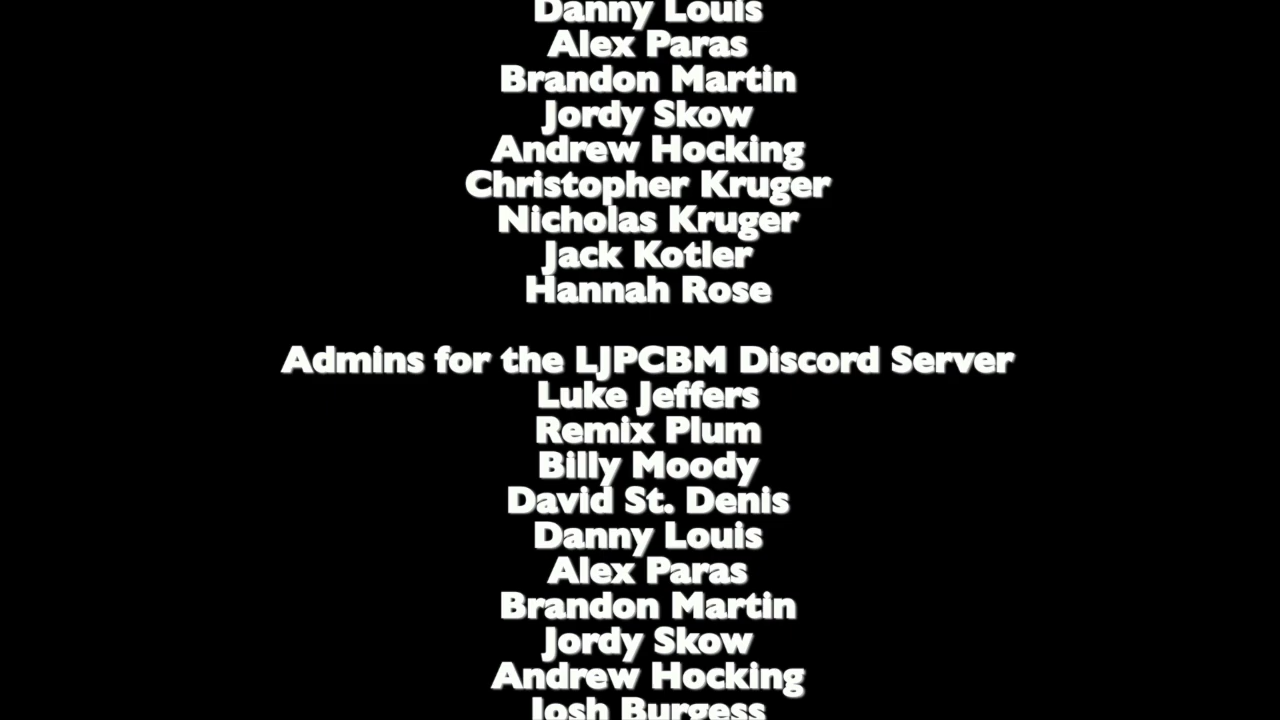 Danny Louis
Alex Paras
Brandon Martin
Jordy Skow
Andrew Hocking
Christopher Kruger
Nicholas Kruger
Jack Kotler
Hannah Rose
Admins for the LJPCBM Discord Server
Luke Jeffers
Remix Plum
Billy Moody
David St. Denis
Danny Louis
Alex Paras
Brandon Martin
Jordy Skow
Andrew Hocking
Josh Burgess